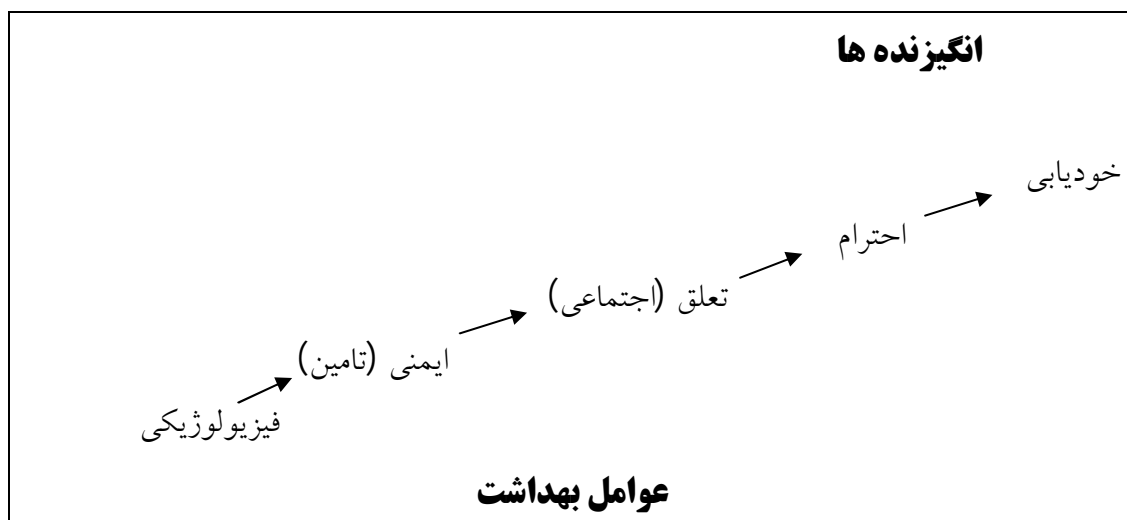 انگیزنده ها
خودیابی
احترام
تعلق (اجتماعی)
ایمنی (تامین)
فیزیولوژیکی
عوامل بهداشت